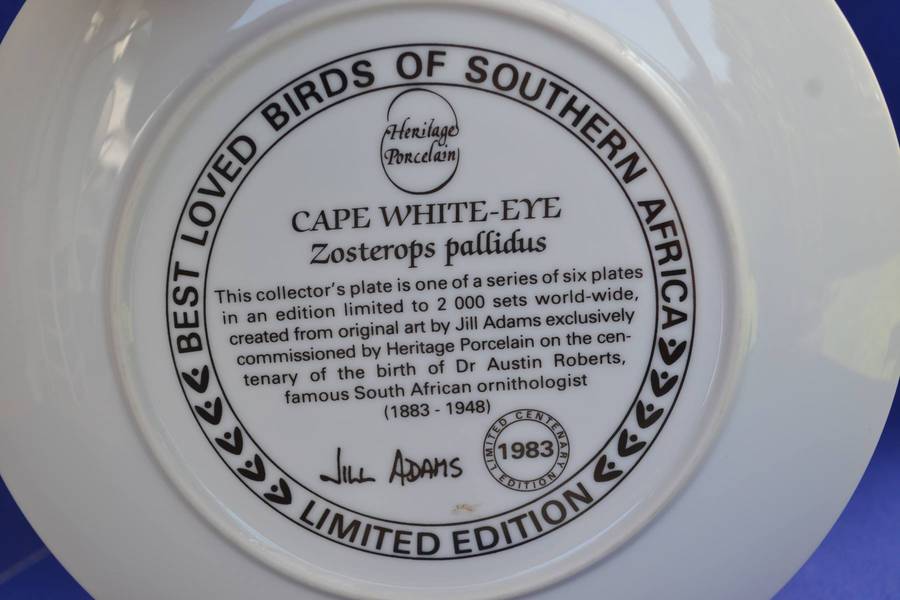 BEST LOVED BIRDS OF SOUTHERN AFRICA
Heritage
Porcelain
CAPE WHITE-EYE
Zosterops pallidus
This collector's plate is one of a series of six plates
in an edition limited to 2 000 sets world-wide,
created from original art by Jill Adams exclusively
commissioned by Heritage Porcelain on the cen-
tenary of the birth of Dr Austin Roberts,
famous South African ornithologist
(1883 - 1948)
JILL ADAMS
LIMITED CENTENARY
1983
EDITION
LIMITED EDITION